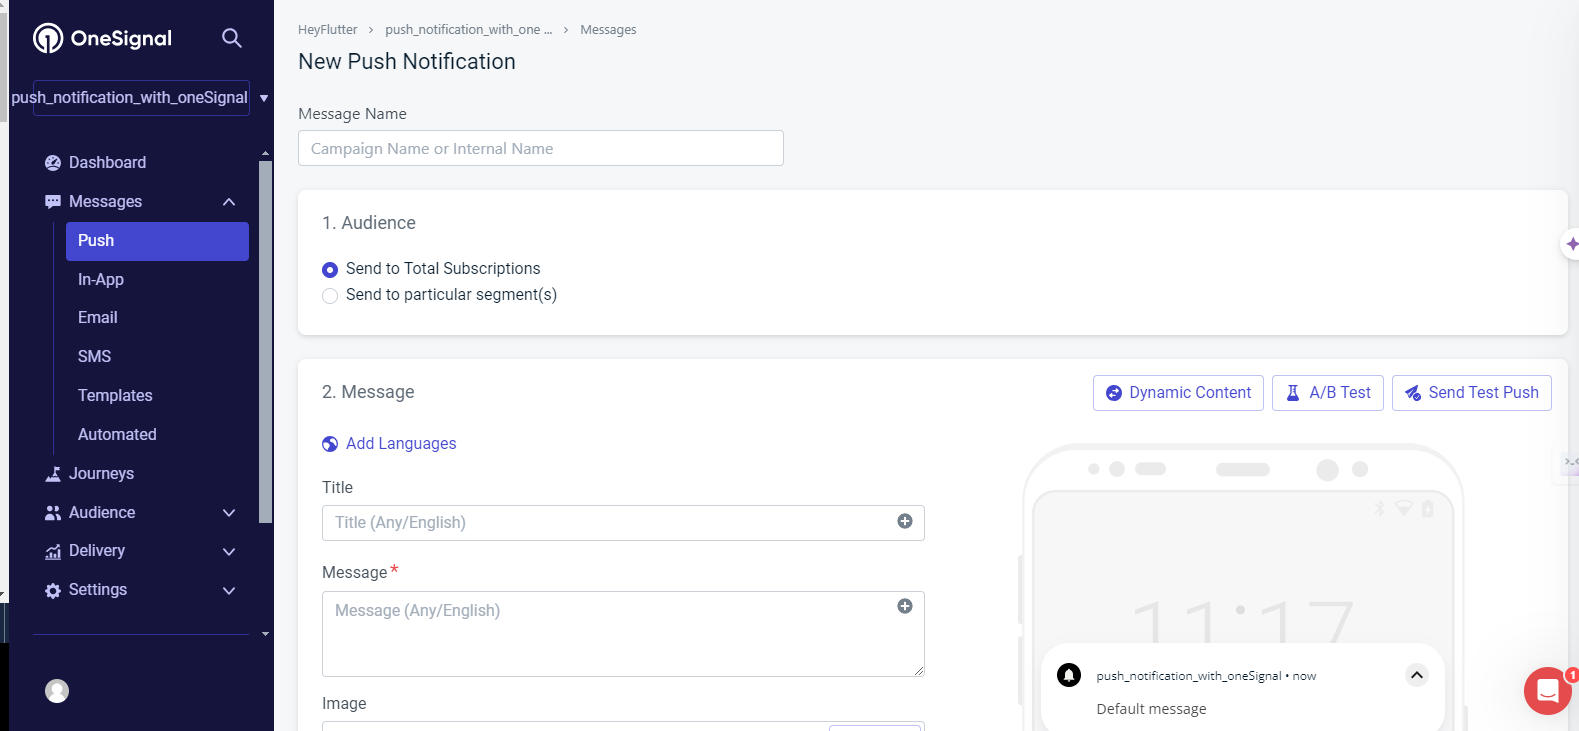 OneSignal
push_notification_with_oneSignal
Dashboard
Messages
Push
In-App
Email
SMS
Templates
Automated
Journeys
Audience
Delivery
Settings
HeyFlutter › push_notification_with_one ... › Messages
New Push Notification
Message Name
Campaign Name or Internal Name
1. Audience
Send to Total Subscriptions
Send to particular segment(s)
2. Message
Dynamic Content
A/B Test
Send Test Push
Add Languages
Title
Title (Any/English)
Message *
Message (Any/English)
Image
11:17
push_notification_with_oneSignal • now
Default message
1